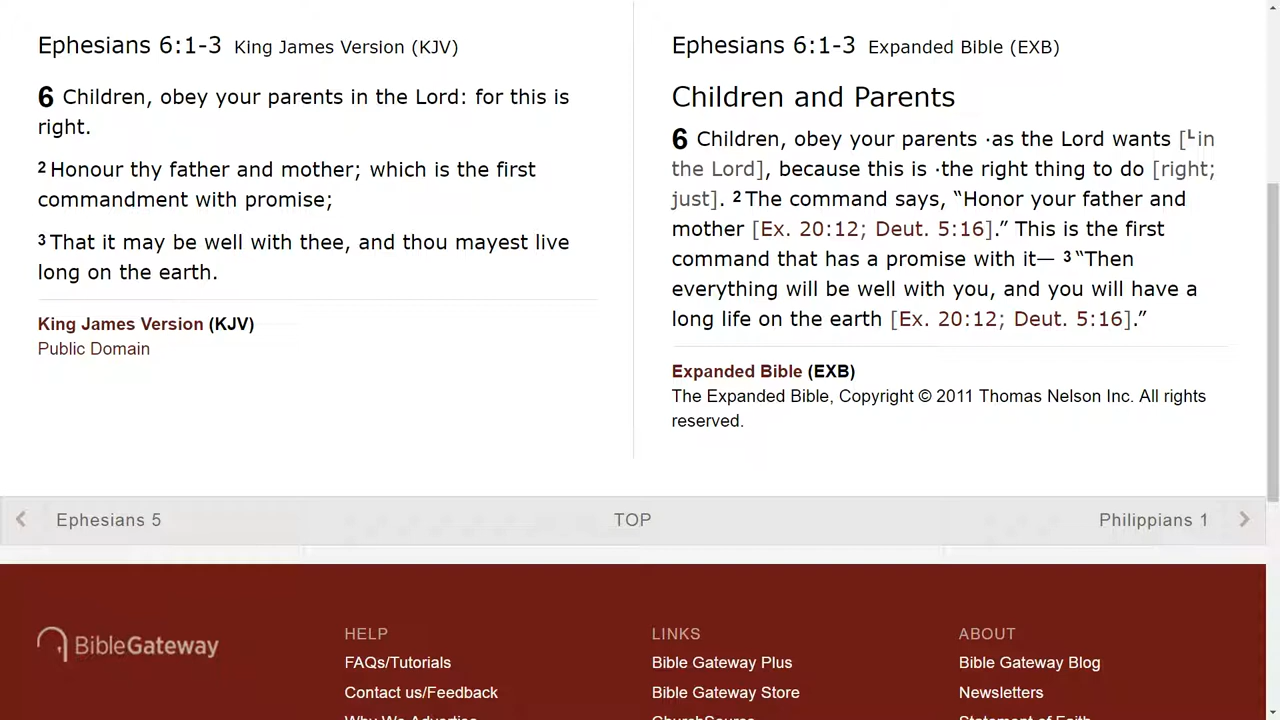 Ephesians 6:1-3 King James Version (KJV)
6 Children, obey your parents in the Lord: for this is
right.
2 Honour thy father and mother; which is the first
commandment with promise;
3 That it may be well with thee, and thou mayest live
long on the earth.
King James Version (KJV)
Public Domain
Ephesians 6:1-3 Expanded Bible (EXB)
Children and Parents
6 Children, obey your parents ·as the Lord wants [└in
the Lord], because this is ·the right thing to do [right;
just]. 2 The command says, “Honor your father and
mother [Ex. 20:12; Deut. 5:16].” This is the first
command that has a promise with it— 3 “Then
everything will be well with you, and you will have a
long life on the earth [Ex. 20:12; Deut. 5:16].”
Expanded Bible (EXB)
The Expanded Bible, Copyright © 2011 Thomas Nelson Inc. All rights
reserved.
Ephesians 5 TOP Philippians 1
BibleGateway
HELP
FAQs/Tutorials
Contact us/Feedback
Why We Advertise
LINKS
Bible Gateway Plus
Bible Gateway Store
ChurchSource
ABOUT
Bible Gateway Blog
Newsletters
Statement of Faith